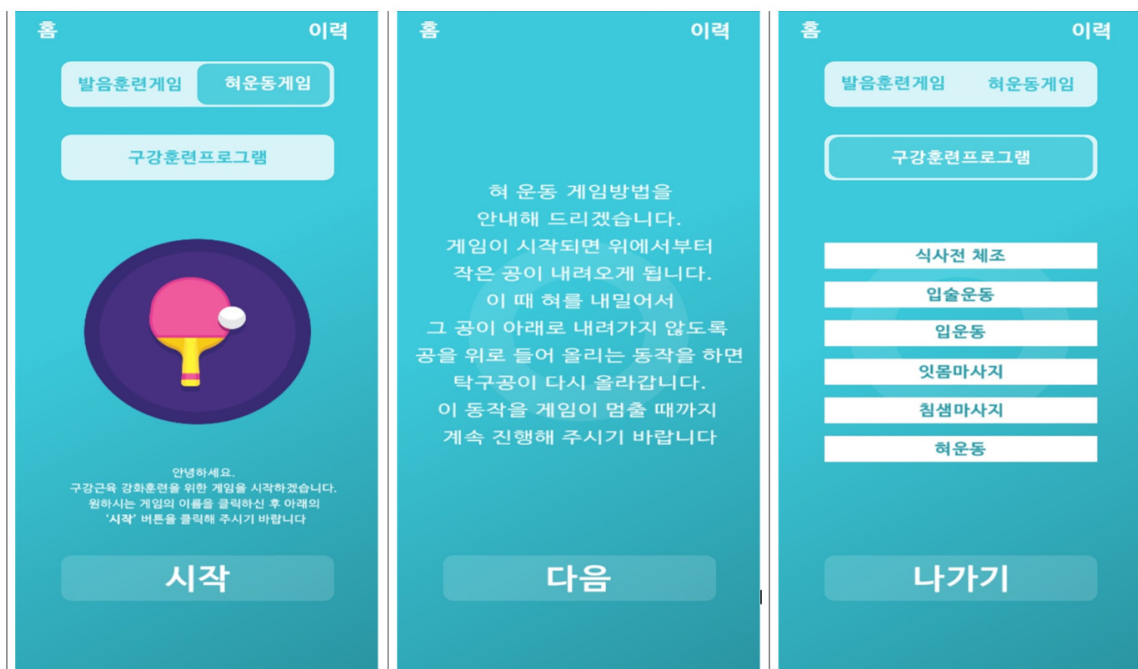 홈
이력
발음훈련게임
혀운동게임
구강훈련프로그램
안녕하세요.
구강근육 강화훈련을 위한 게임을 시작하겠습니다.
원하시는 게임의 이름을 클릭하신 후 아래의
'시작' 버튼을 클릭해 주시기 바랍니다
시작
홈
이력
혀 운동 게임방법을
안내해 드리겠습니다.
게임이 시작되면 위에서부터
작은 공이 내려오게 됩니다.
이 때 혀를 내밀어서
그 공이 아래로 내려가지 않도록
공을 위로 들어 올리는 동작을 하면
탁구공이 다시 올라갑니다.
이 동작을 게임이 멈출 때까지
계속 진행해 주시기 바랍니다
다음
홈
이력
발음훈련게임
혀운동게임
구강훈련프로그램
식사전 체조
입술운동
입운동
잇몸마사지
침샘마사지
혀운동
나가기